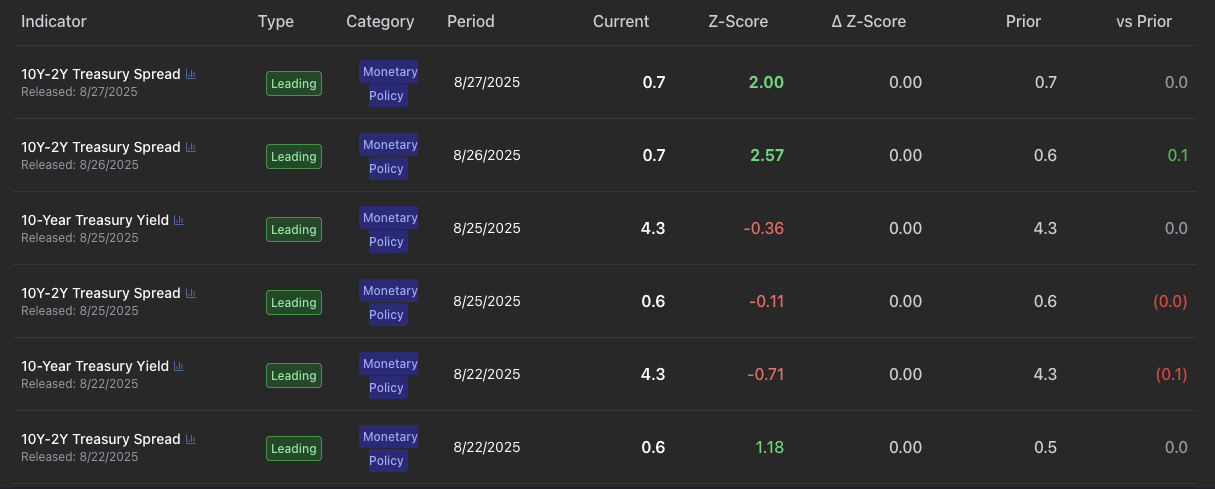 Indicator Type Category Period Current Z-Score Δ Z-Score Prior vs Prior
10Y-2Y Treasury Spread Leading Monetary Policy 8/27/2025 0.7 2.00 0.00 0.7 0.0
Released: 8/27/2025
10Y-2Y Treasury Spread Leading Monetary Policy 8/26/2025 0.7 2.57 0.00 0.6 0.1
Released: 8/26/2025
10-Year Treasury Yield Leading Monetary Policy 8/25/2025 4.3 -0.36 0.00 4.3 0.0
Released: 8/25/2025
10Y-2Y Treasury Spread Leading Monetary Policy 8/25/2025 0.6 -0.11 0.00 0.6 (0.0)
Released: 8/25/2025
10-Year Treasury Yield Leading Monetary Policy 8/22/2025 4.3 -0.71 0.00 4.3 (0.1)
Released: 8/22/2025
10Y-2Y Treasury Spread Leading Monetary Policy 8/22/2025 0.6 1.18 0.00 0.5 0.0
Released: 8/22/2025